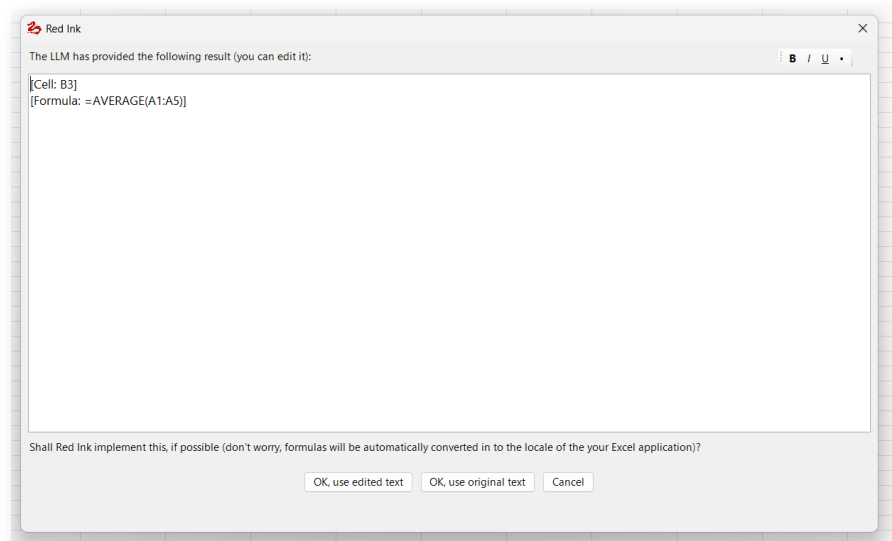 Red Ink
The LLM has provided the following result (you can edit it):
B I U •
[Cell: B3]
[Formula: =AVERAGE(A1:A5)]
Shall Red Ink implement this, if possible (don't worry, formulas will be automatically converted in to the locale of the your Excel application)?
OK, use edited text OK, use original text Cancel